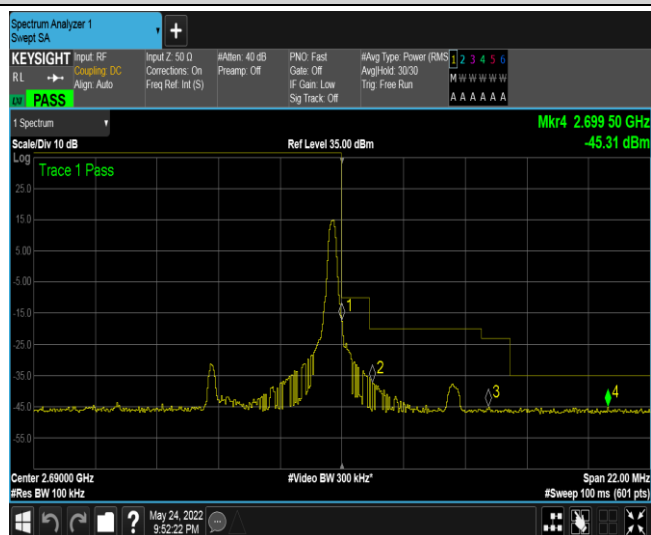 Spectrum Analyzer 1
Swept SA
+
KEYSIGHT
RL
PASS
Input: RF
Coupling: DC
Align: Auto
Input Z: 50 Ω
Corrections: On
Freq Ref: Int (S)
#Atten: 40 dB
Preamp: Off
PNO: Fast
Gate: Off
IF Gain: Low
Sig Track: Off
#Avg Type: Power (RMS
Avg|Hold: 30/30
Trig: Free Run
1 2 3 4 5 6
M W W W W W
A A A A A A
1 Spectrum
Mkr4 2.699 50 GHz
Scale/Div 10 dB
Ref Level 35.00 dBm
-45.31 dBm
Log
Trace 1 Pass
25.0
15.0
5.00
-5.00
1
-15.0
-25.0
2
-35.0
3
4
-45.0
-55.0
Center 2.69000 GHz
#Video BW 300 kHz*
Span 22.00 MHz
#Res BW 100 kHz
#Sweep 100 ms (601 pts)
?
May 24, 2022
9:52:22 PM